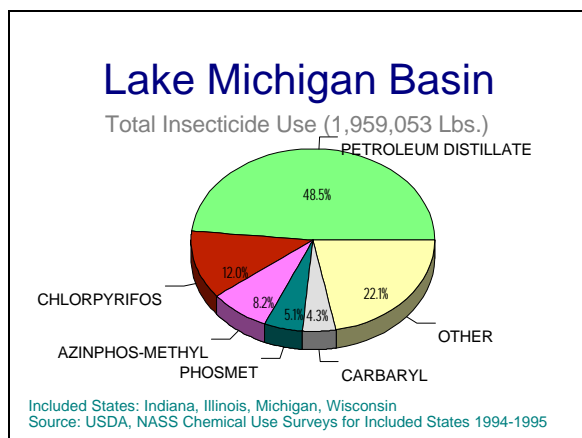 Lake Michigan Basin
Total Insecticide Use (1,959,053 Lbs.)
PETROLEUM DISTILLATE
48.5%
12.0%
CHLORPYRIFOS
8.2%
AZINPHOS-METHYL
5.1%
PHOSMET
4.3%
CARBARYL
22.1%
OTHER
Included States: Indiana, Illinois, Michigan, Wisconsin
Source: USDA, NASS Chemical Use Surveys for Included States 1994-1995